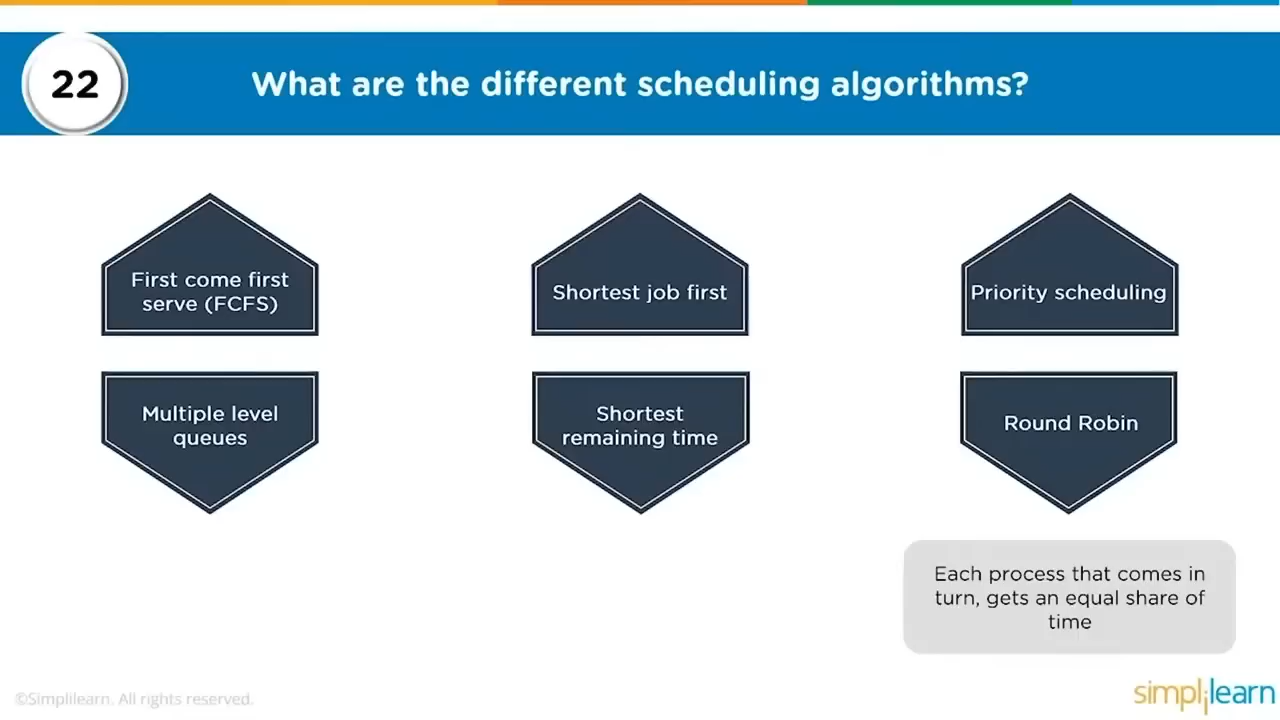 22
What are the different scheduling algorithms?
First come first
serve (FCFS)
Shortest job first
Priority scheduling
Multiple level
queues
Shortest
remaining time
Round Robin
Each process that comes in
turn, gets an equal share of
time
©Simplilearn. All rights reserved.
simplilearn